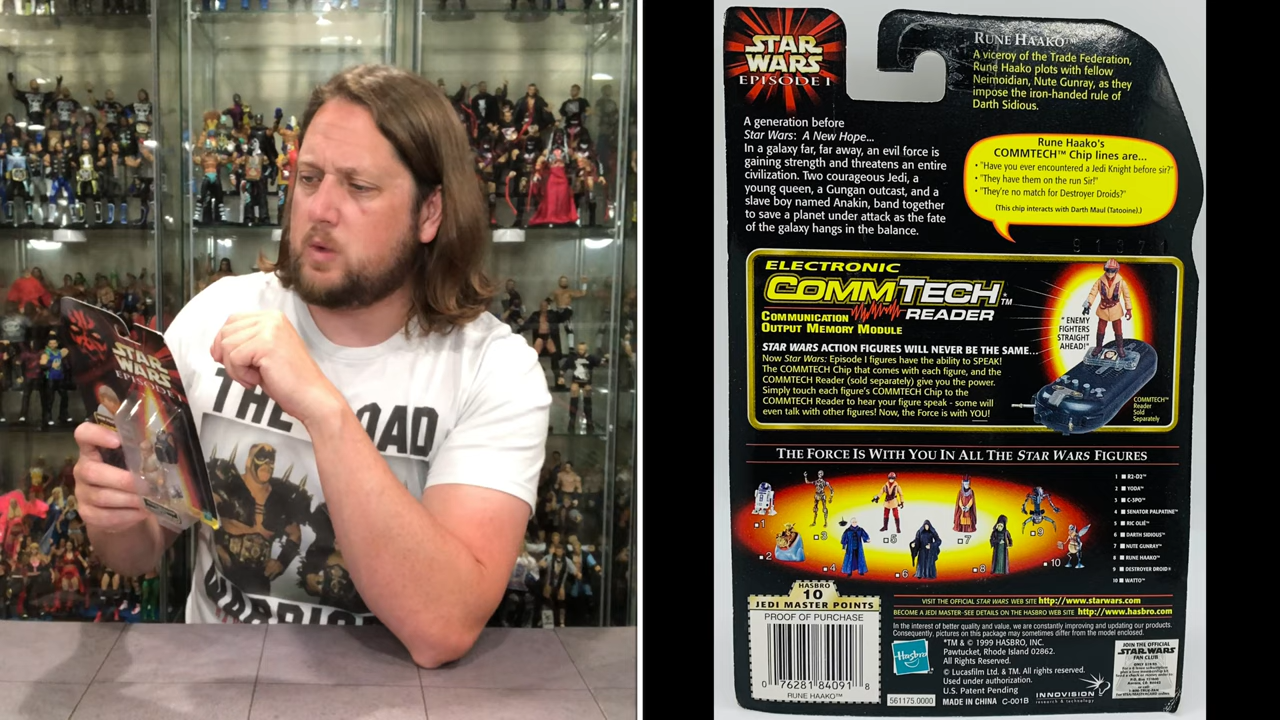 STAR
WARS
EPISODE I
THE ROAD
WARRIORS
STAR
WARS
EPISODE I
RUNE HAAKO™
A viceroy of the Trade Federation,
Rune Haako plots with fellow
Neimoidian, Nute Gunray, as they
impose the iron-handed rule of
Darth Sidious.
A generation before
Star Wars: A New Hope...
In a galaxy far, far away, an evil force is
gaining strength and threatens an entire
civilization. Two courageous Jedi, a
young queen, a Gungan outcast, and a
slave boy named Anakin, band together
to save a planet under attack as the fate
of the galaxy hangs in the balance.
Rune Haako's
COMMTECH™ Chip lines are...
• "Have you ever encountered a Jedi Knight before sir?"
• "They have them on the run Sir!"
• "They're no match for Destroyer Droids?"
(This chip interacts with Darth Maul (Tatooine).)
91371
ELECTRONIC
COMMTECH™
READER
COMMUNICATION
OUTPUT MEMORY MODULE
STAR WARS ACTION FIGURES WILL NEVER BE THE SAME...
Now Star Wars: Episode I figures have the ability to SPEAK!
The COMMTECH Chip that comes with each figure, and the
COMMTECH Reader (sold separately) give you the power.
Simply touch each figure's COMMTECH Chip to the
COMMTECH Reader to hear your figure speak - some will
even talk with other figures! Now, the Force is with YOU!
"ENEMY
FIGHTERS
STRAIGHT
AHEAD!"
COMMTECH™
Reader
Sold
Separately
THE FORCE IS WITH YOU IN ALL THE STAR WARS FIGURES
1
2
3
4
5
6
7
8
9
10
1 R2-D2™
2 YODA™
3 C-3PO™
4 SENATOR PALPATINE™
5 RIC OLIÉ™
6 DARTH SIDIOUS™
7 NUTE GUNRAY™
8 RUNE HAAKO™
9 DESTROYER DROID®
10 WATTO™
HASBRO
10
JEDI MASTER POINTS
PROOF OF PURCHASE
0 76281 84091 8
RUNE HAAKO™
VISIT THE OFFICIAL STAR WARS WEB SITE http://www.starwars.com
BECOME A JEDI MASTER-SEE DETAILS ON THE HASBRO WEB SITE http://www.hasbro.com
In the interest of better quality and value, we are constantly improving and updating our products.
Consequently, pictures on this package may sometimes differ from the model enclosed.
Hasbro
*TM & © 1999 HASBRO, INC.
Pawtucket, Rhode Island 02862.
All Rights Reserved.
© Lucasfilm Ltd. & TM. All rights reserved.
Used under authorization.
U.S. Patent Pending
561175.0000
MADE IN CHINA C-001B
INNOVISION
research & technology
JOIN THE OFFICIAL
STAR WARS
FAN CLUB